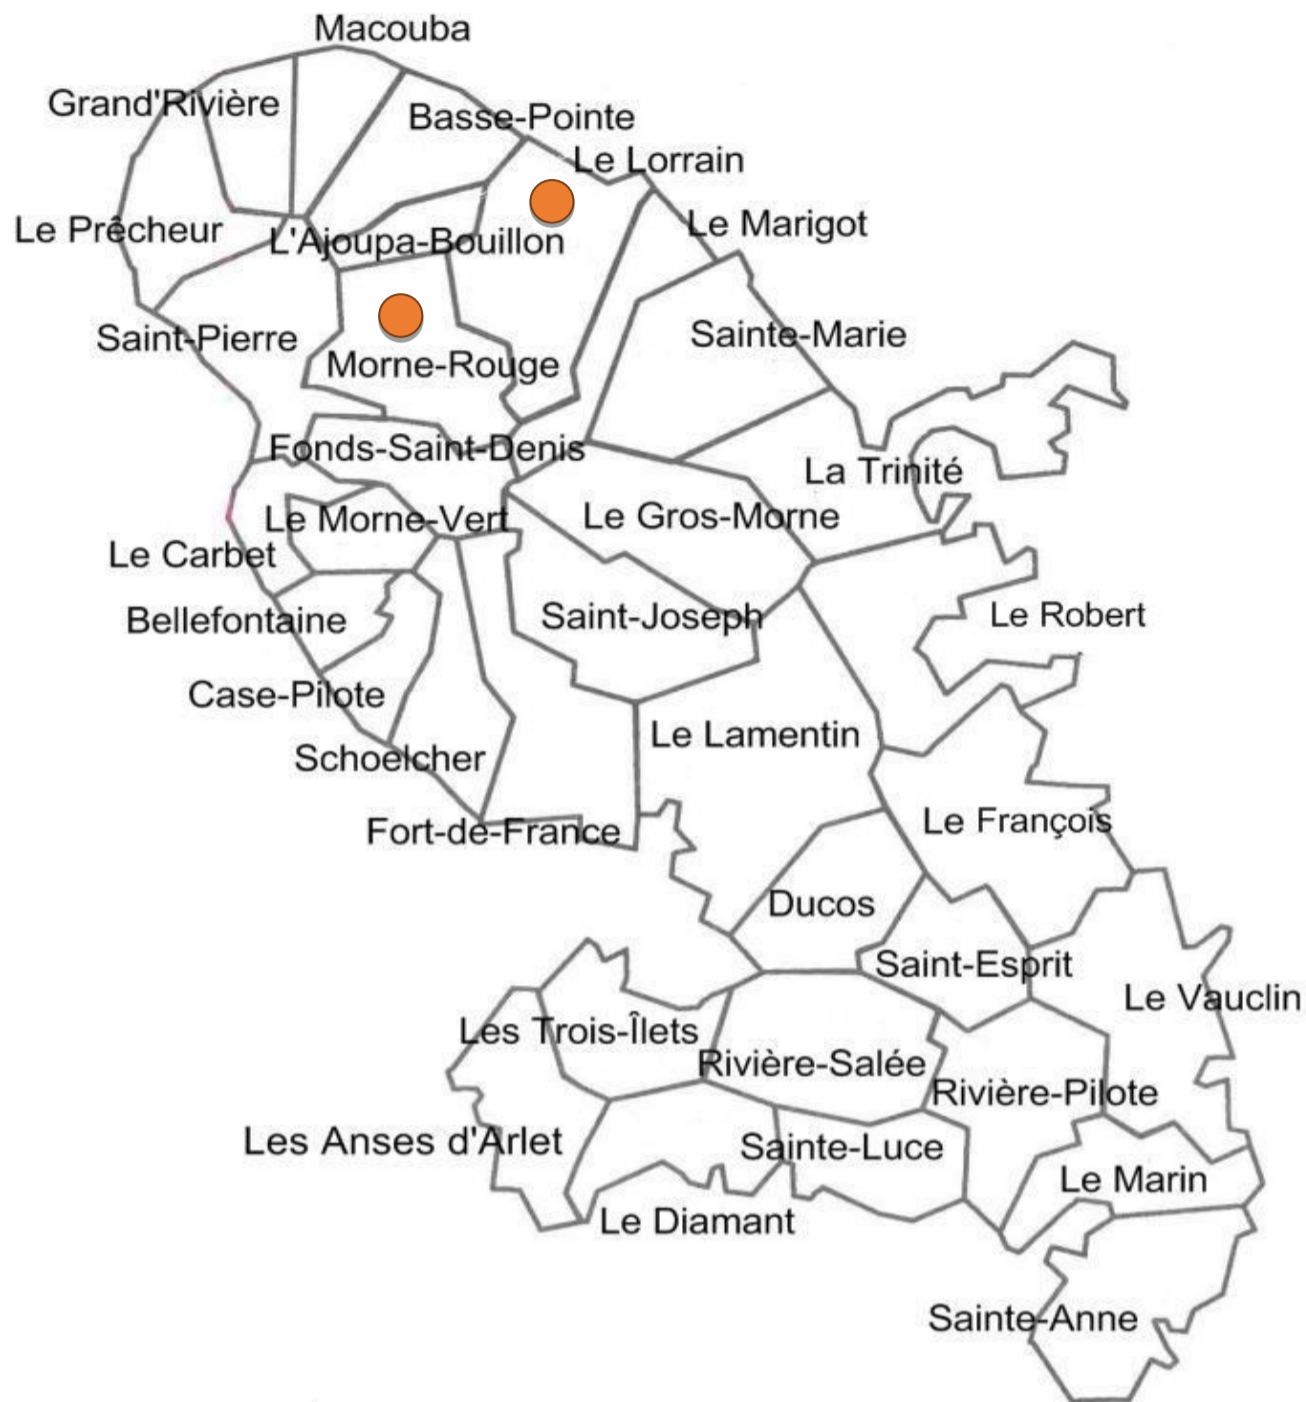 Macouba
Grand'Rivière
Basse-Pointe
Le Lorrain
Le Prêcheur
L'Ajoupa-Bouillon
Le Marigot
Saint-Pierre
Sainte-Marie
Morne-Rouge
Fonds-Saint-Denis
La Trinité
Le Morne-Vert
Le Gros-Morne
Le Carbet
Bellefontaine
Saint-Joseph
Le Robert
Case-Pilote
Le Lamentin
Schoelcher
Fort-de-France
Le François
Ducos
Saint-Esprit
Le Vauclin
Les Trois-Îlets
Rivière-Salée
Rivière-Pilote
Les Anses d'Arlet
Sainte-Luce
Le Marin
Le Diamant
Sainte-Anne